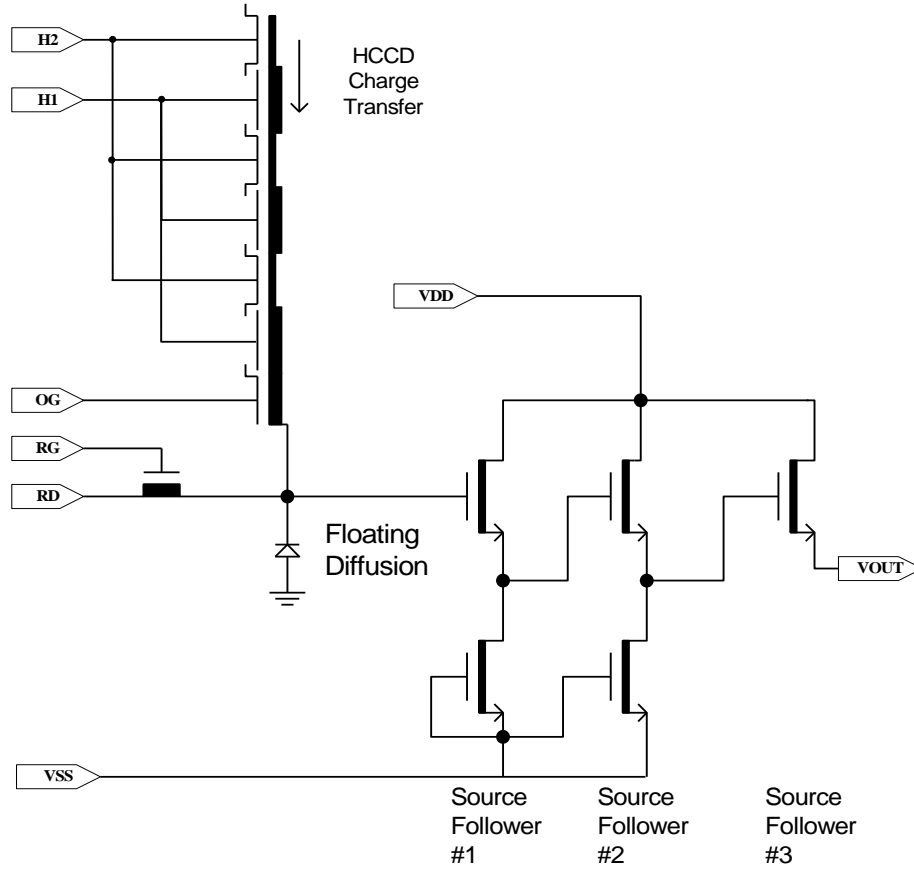 H2
HCCD
Charge
Transfer
H1
VDD
OG
RG
RD
Floating
Diffusion
VOUT
VSS
Source
Follower
#1
Source
Follower
#2
Source
Follower
#3